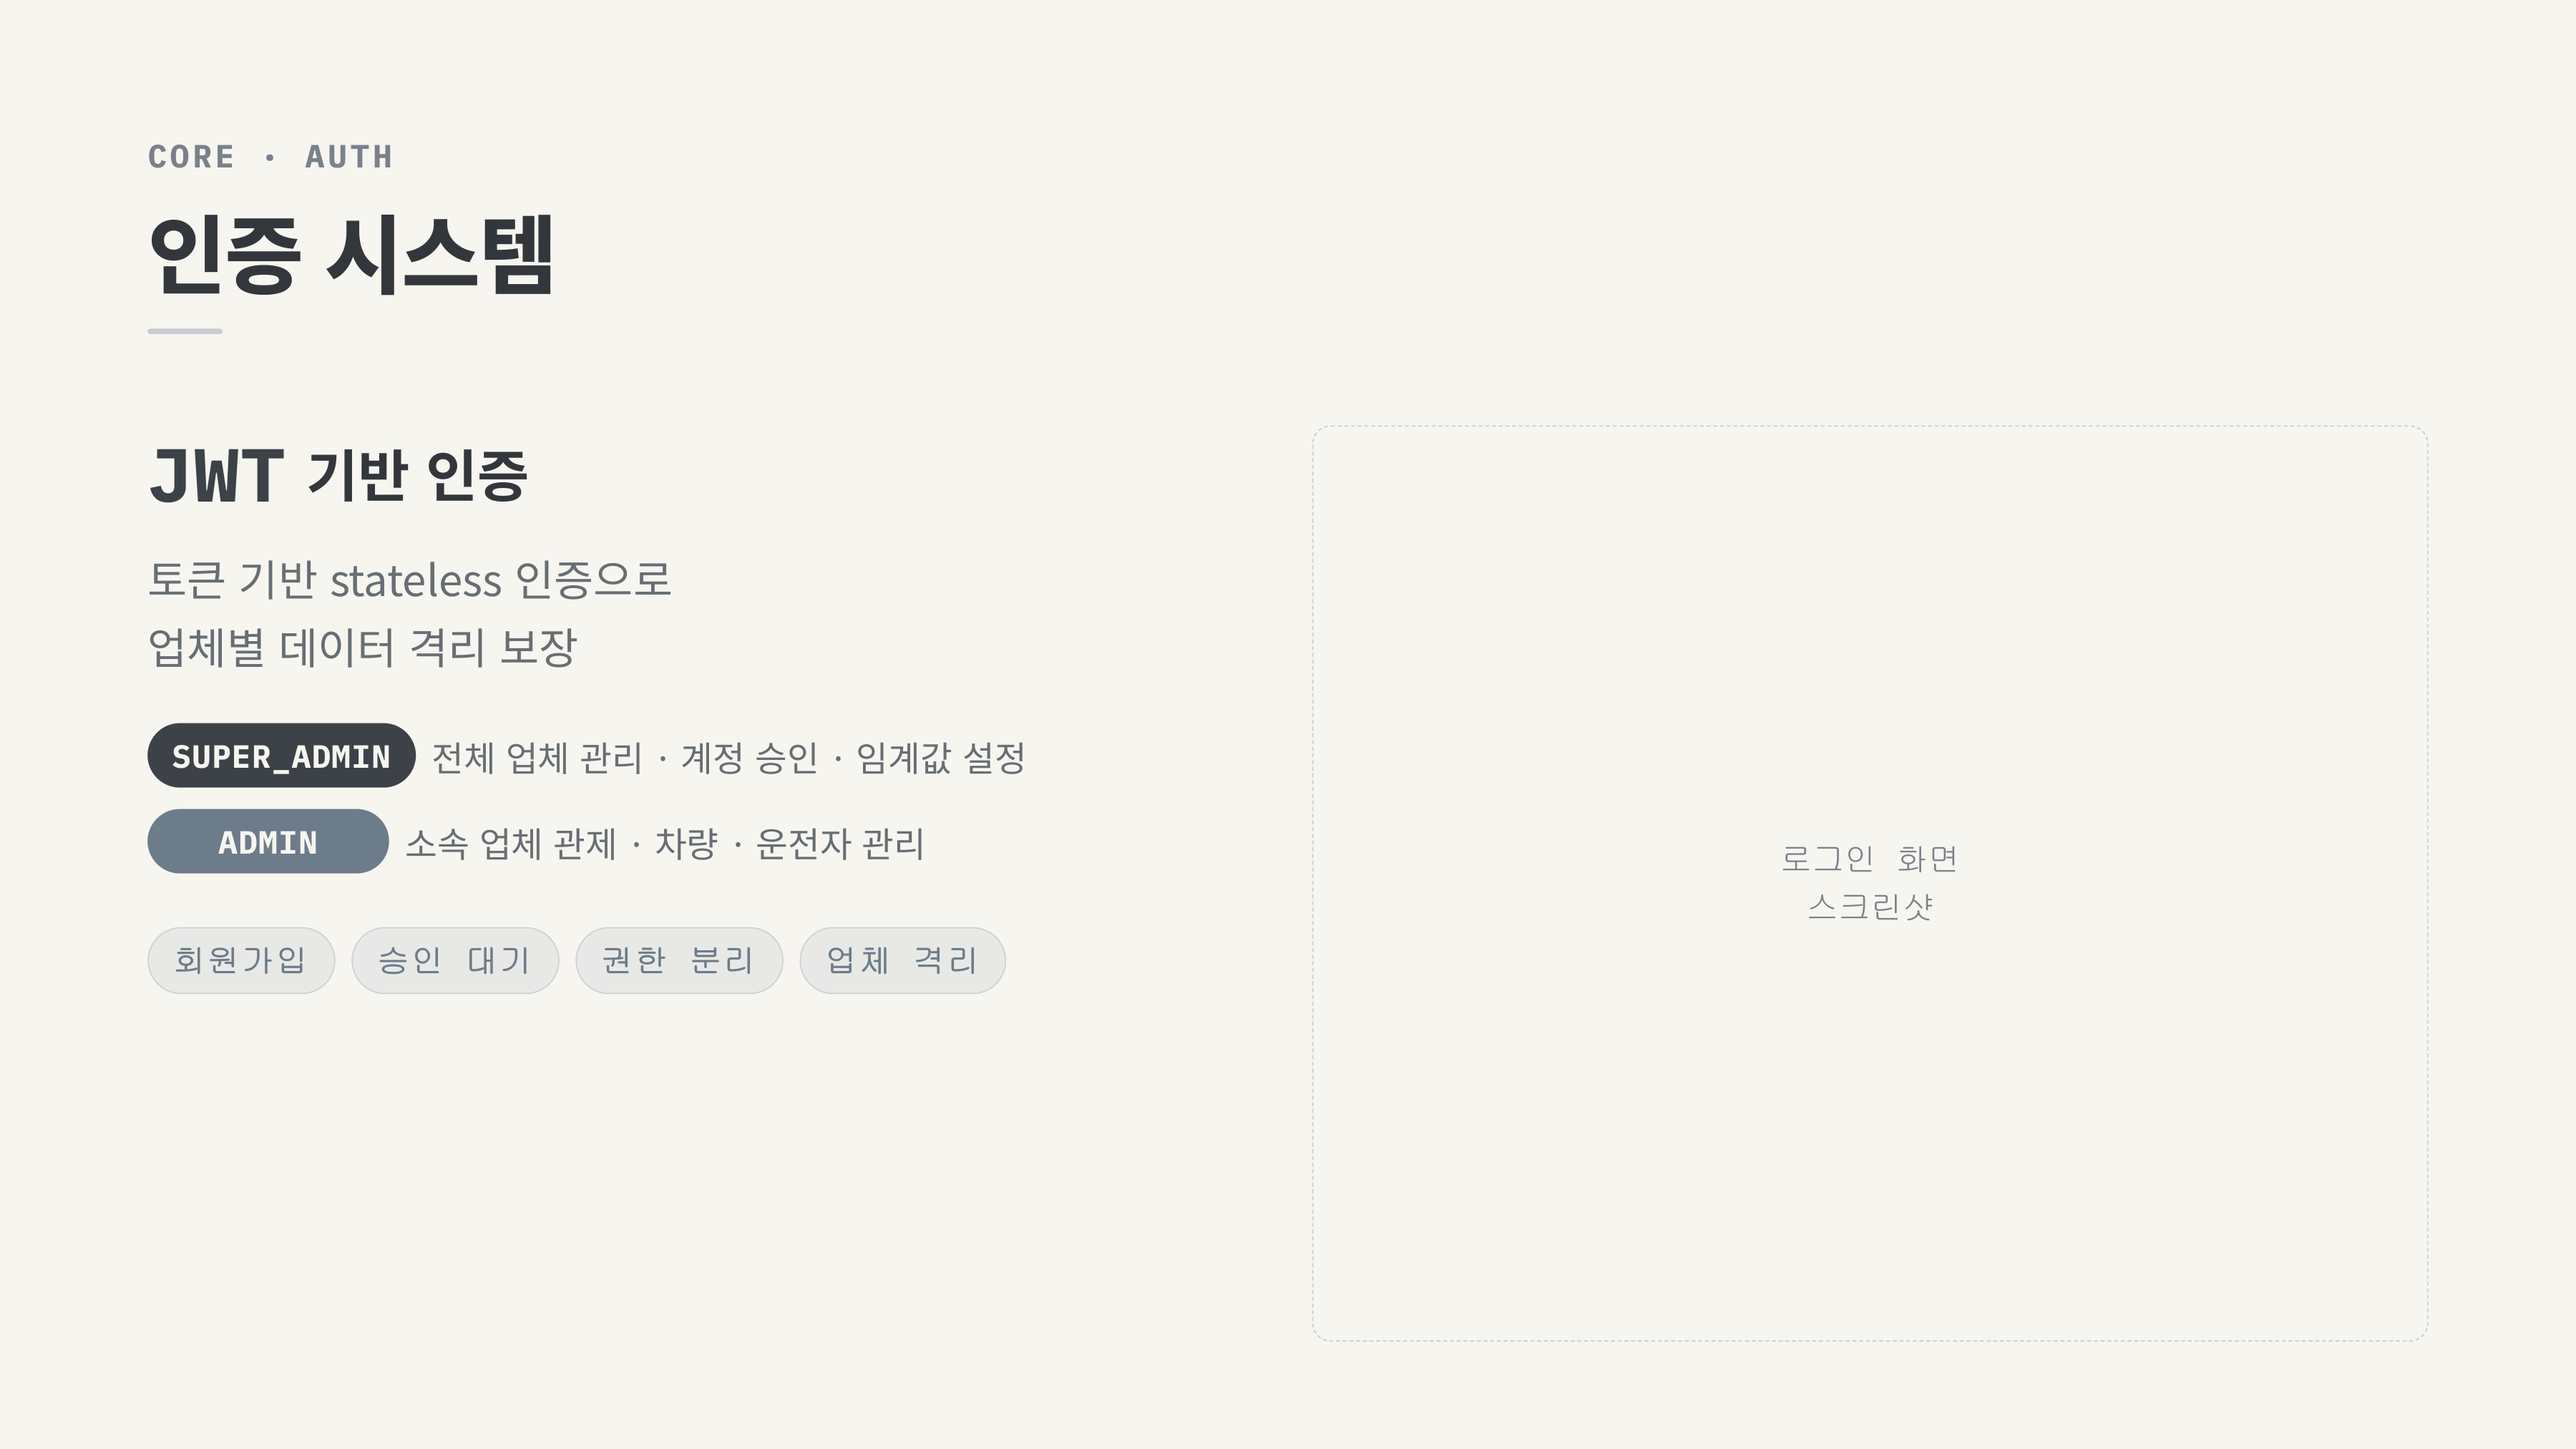 CORE · AUTH
인증 시스템
JWT 기반 인증
토큰 기반 stateless 인증으로
업체별 데이터 격리 보장
SUPER_ADMIN 전체 업체 관리 · 계정 승인 · 임계값 설정
ADMIN 소속 업체 관제 · 차량 · 운전자 관리
회원가입 승인 대기 권한 분리 업체 격리
로그인 화면
스크린샷